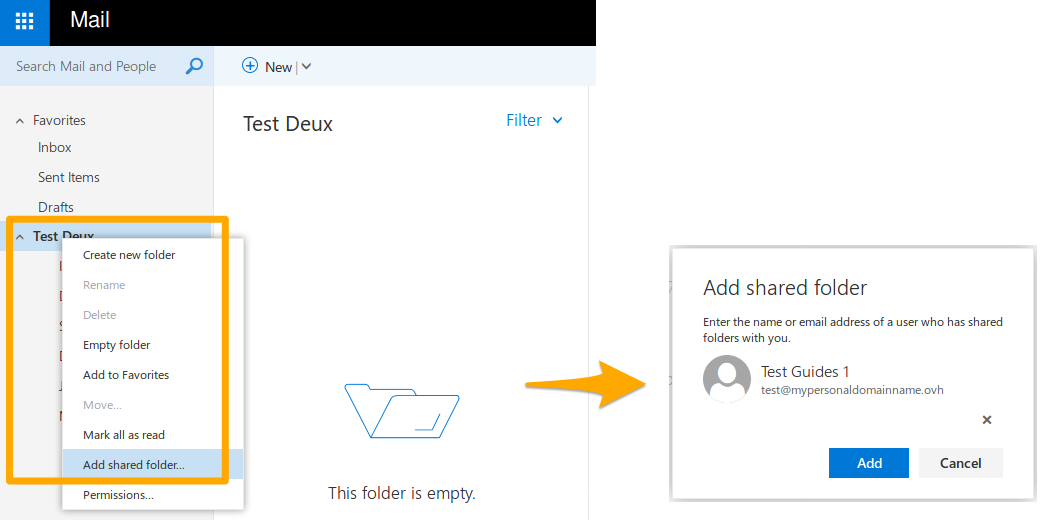 Mail
Search Mail and People
New
Test Deux
Filter
Favorites
Inbox
Sent Items
Drafts
Test Deux
Create new folder
Rename
Delete
Empty folder
Add to Favorites
Move...
Mark all as read
Add shared folder...
Permissions...
This folder is empty.
Add shared folder
Enter the name or email address of a user who has shared
folders with you.
Test Guides 1
test@mypersonaldomainname.ovh
Add
Cancel